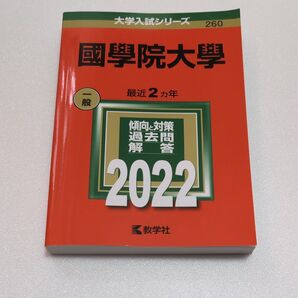 大学入試シリーズ
260
國學院大學
一般
最近2カ年
傾向と対策
過去問
解答
2022
教学社